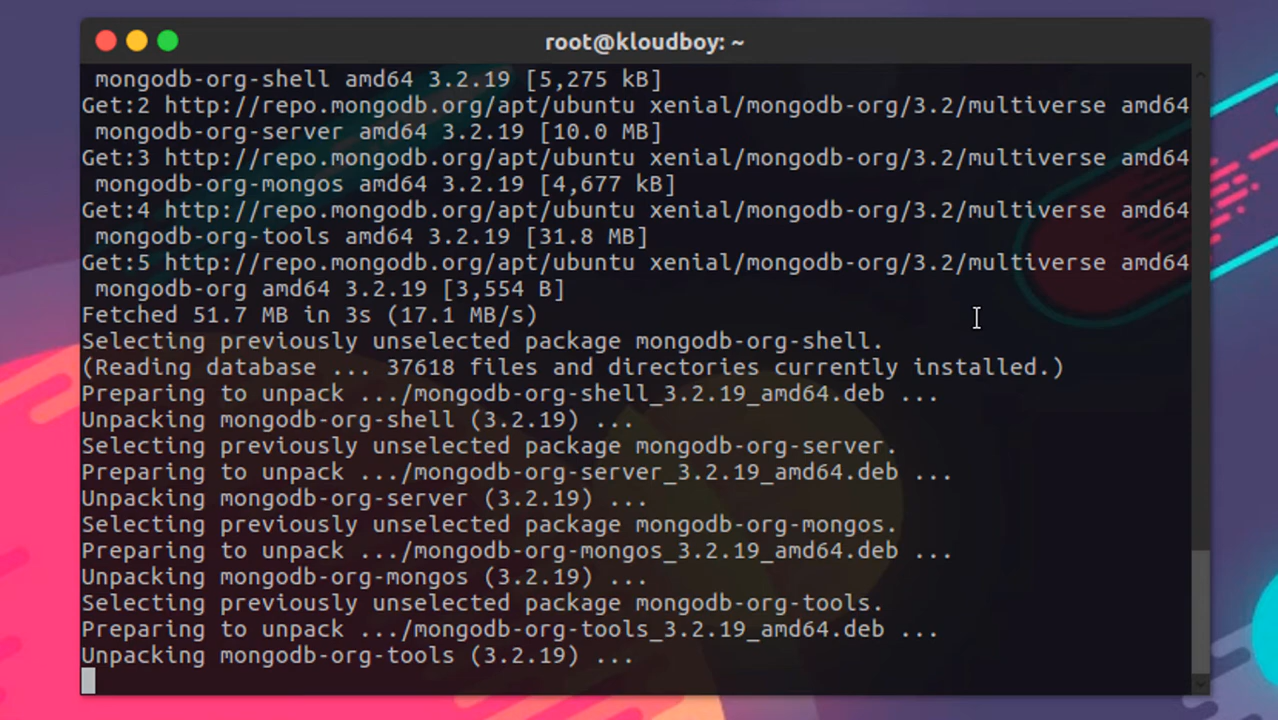 root@kloudboy: ~
mongodb-org-shell amd64 3.2.19 [5,275 kB]
Get:2 http://repo.mongodb.org/apt/ubuntu xenial/mongodb-org/3.2/multiverse amd64
mongodb-org-server amd64 3.2.19 [10.0 MB]
Get:3 http://repo.mongodb.org/apt/ubuntu xenial/mongodb-org/3.2/multiverse amd64
mongodb-org-mongos amd64 3.2.19 [4,677 kB]
Get:4 http://repo.mongodb.org/apt/ubuntu xenial/mongodb-org/3.2/multiverse amd64
mongodb-org-tools amd64 3.2.19 [31.8 MB]
Get:5 http://repo.mongodb.org/apt/ubuntu xenial/mongodb-org/3.2/multiverse amd64
mongodb-org amd64 3.2.19 [3,554 B]
Fetched 51.7 MB in 3s (17.1 MB/s)
Selecting previously unselected package mongodb-org-shell.
(Reading database ... 37618 files and directories currently installed.)
Preparing to unpack .../mongodb-org-shell_3.2.19_amd64.deb ...
Unpacking mongodb-org-shell (3.2.19) ...
Selecting previously unselected package mongodb-org-server.
Preparing to unpack .../mongodb-org-server_3.2.19_amd64.deb ...
Unpacking mongodb-org-server (3.2.19) ...
Selecting previously unselected package mongodb-org-mongos.
Preparing to unpack .../mongodb-org-mongos_3.2.19_amd64.deb ...
Unpacking mongodb-org-mongos (3.2.19) ...
Selecting previously unselected package mongodb-org-tools.
Preparing to unpack .../mongodb-org-tools_3.2.19_amd64.deb ...
Unpacking mongodb-org-tools (3.2.19) ...